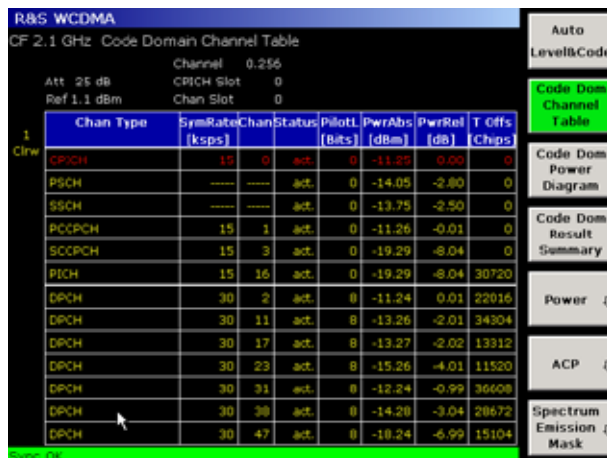 R&S WCDMA
CF 2.1 GHz Code Domain Channel Table
Channel 0.256
Att 25 dB CPICH Slot 0
Ref 1.1 dBm Chan Slot 0
1
Clrw
Chan Type SymRate Chan Status PilotL PwrAbs PwrRel T Offs
[ksps] [Bits] [dBm] [dB] [Chips]
CPICH 15 0 act. 0 -11.25 0.00 0
PSCH ----- ----- act. 0 -14.05 -2.80 0
SSCH ----- ----- act. 0 -13.75 -2.50 0
PCCPCH 15 1 act. 0 -11.26 -0.01 0
SCCPCH 15 3 act. 0 -19.29 -8.04 0
PICH 15 16 act. 0 -19.29 -8.04 30720
DPCH 30 2 act. 8 -11.24 0.01 22016
DPCH 30 11 act. 8 -13.26 -2.01 34304
DPCH 30 17 act. 8 -13.27 -2.02 13312
DPCH 30 23 act. 8 -15.26 -4.01 11520
DPCH 30 31 act. 8 -12.24 -0.99 36608
DPCH 30 38 act. 8 -14.28 -3.04 28672
DPCH 30 47 act. 8 -18.24 -6.99 15104
Sync OK
Auto
Level&Code
Code Dom
Channel
Table
Code Dom
Power
Diagram
Code Dom
Result
Summary
Power
ACP
Spectrum
Emission
Mask